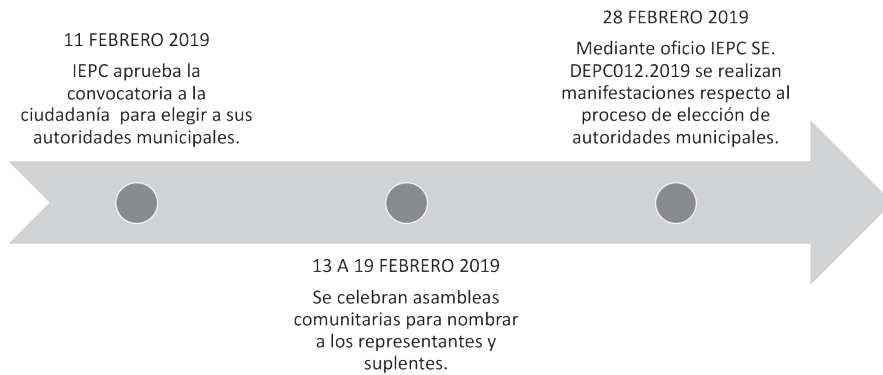 11 FEBRERO 2019
IEPC aprueba la
convocatoria a la
ciudadanía para elegir a sus
autoridades municipales.
13 A 19 FEBRERO 2019
Se celebran asambleas
comunitarias para nombrar
a los representantes y
suplentes.
28 FEBRERO 2019
Mediante oficio IEPC SE.
DEPC012.2019 se realizan
manifestaciones respecto al
proceso de elección de
autoridades municipales.